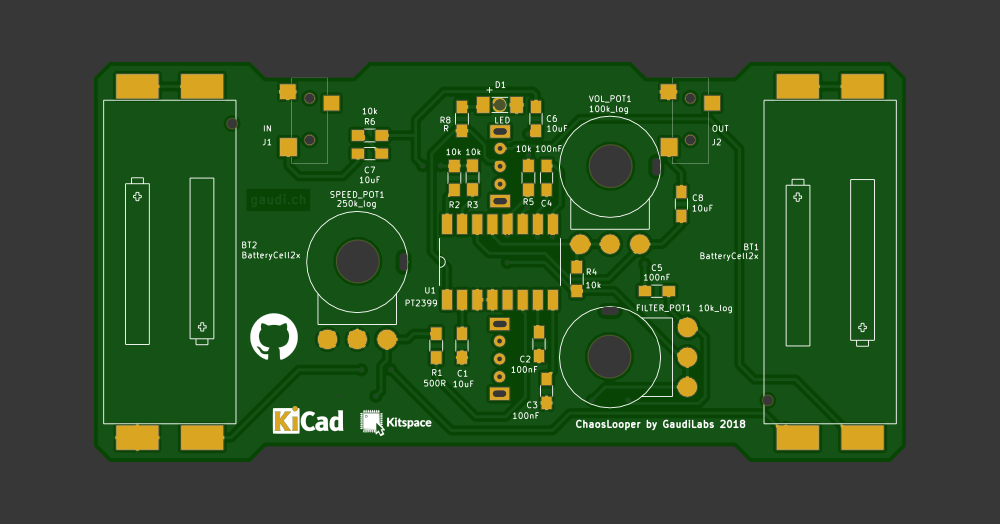 D1
+
LED
R8
R
C6
10uF
VOL_POT1
100k_log
IN
J1
10k
R6
C7
10uF
OUT
J2
10k 10k
R2 R3
10k 100nF
R5 C4
gaudi.ch
SPEED_POT1
250k_log
C8
10uF
BT2
BatteryCell2x
BT1
BatteryCell2x
U1
PT2399
R4
10k
C5
100nF
FILTER_POT1 10k_log
R1
500R
C1
10uF
C2
100nF
C3
100nF
KiCad
Kitspace
ChaosLooper by GaudiLabs 2018